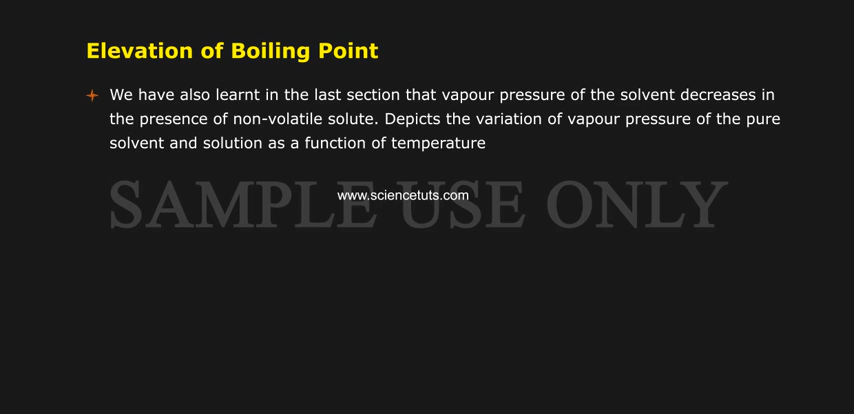 Elevation of Boiling Point
We have also learnt in the last section that vapour pressure of the solvent decreases in
the presence of non-volatile solute. Depicts the variation of vapour pressure of the pure
solvent and solution as a function of temperature
SAMPLE USE ONLY
www.sciencetuts.com